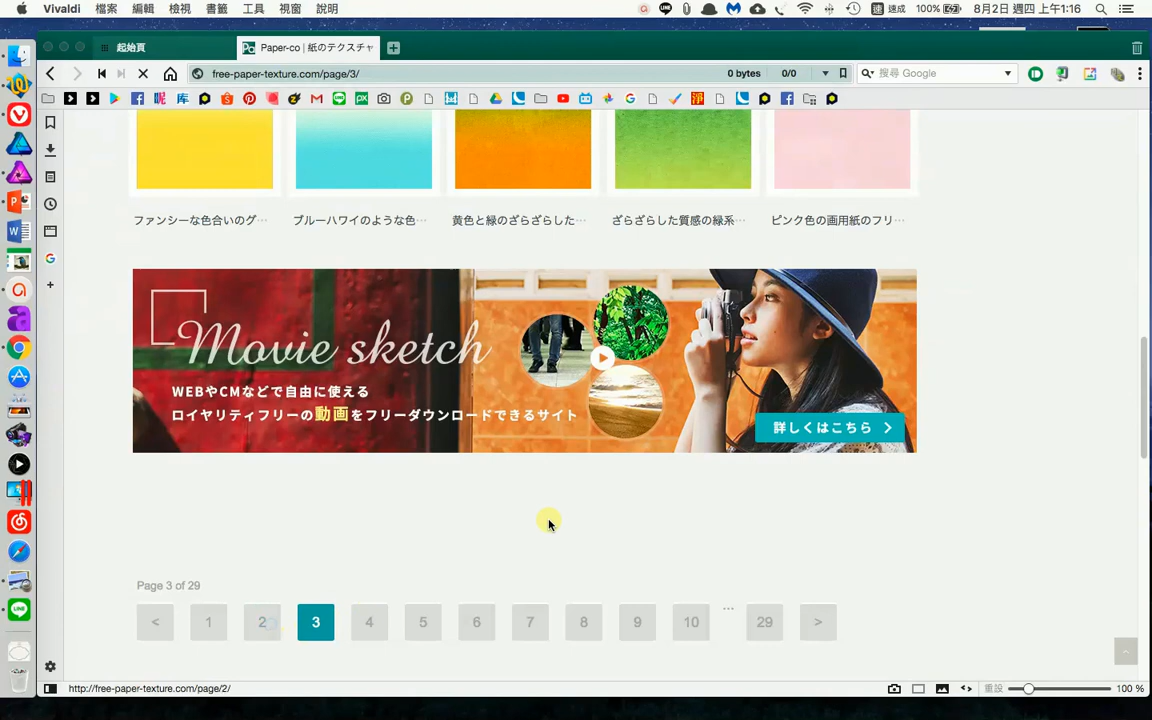 Vivaldi 檔案 編輯 檢視 書籤 工具 視窗 說明 速成 100% 8月2日 週四 上午1:16
起始頁 Paper-co | 紙のテクスチャ
free-paper-texture.com/page/3/ 0 bytes 0/0 搜尋 Google
ファンシーな色合いのグ… ブルーハワイのような色… 黄色と緑のざらざらした… ざらざらした質感の緑系… ピンク色の画用紙のフリ…
Movie sketch
WEBやCMなどで自由に使える
ロイヤリティフリーの動画をフリーダウンロードできるサイト
詳しくはこちら >
Page 3 of 29
< 1 2 3 4 5 6 7 8 9 10 … 29 >
http://free-paper-texture.com/page/2/ 重設 100 %